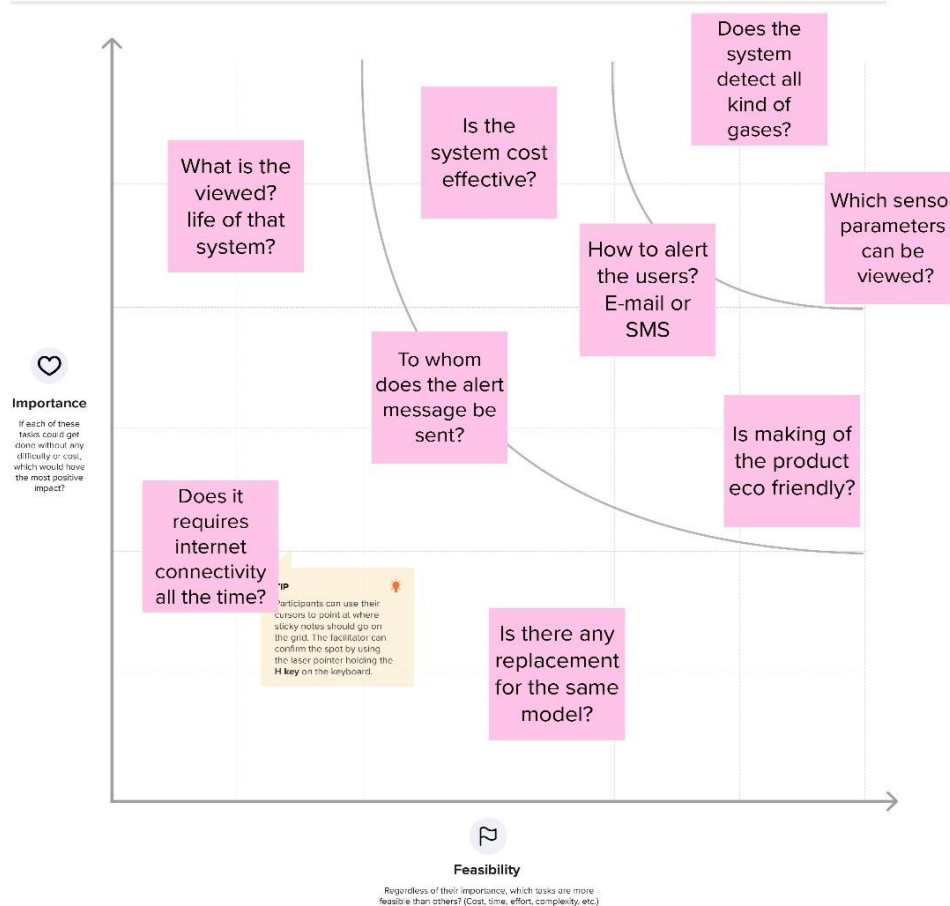 Does the
system
detect all
kind of
gases?
Is the
system cost
effective?
What is the
viewed?
life of that
system?
Which senso
parameters
can be
viewed?
How to alert
the users?
E-mail or
SMS
To whom
does the alert
message be
sent?
Importance
If each of these
tasks could get
done without any
difficulty or cost,
which would have
the most positive
impact?
Is making of
the product
eco friendly?
Does it
requires
internet
connectivity
all the time?
TIP
Participants can use their
cursors to point at where
sticky notes should go on
the grid. The facilitator can
confirm the spot by using
the laser pointer holding the
H key on the keyboard.
Is there any
replacement
for the same
model?
Feasibility
Regardless of their importance, which tasks are more
feasible than others? (Cost, time, effort, complexity, etc.)